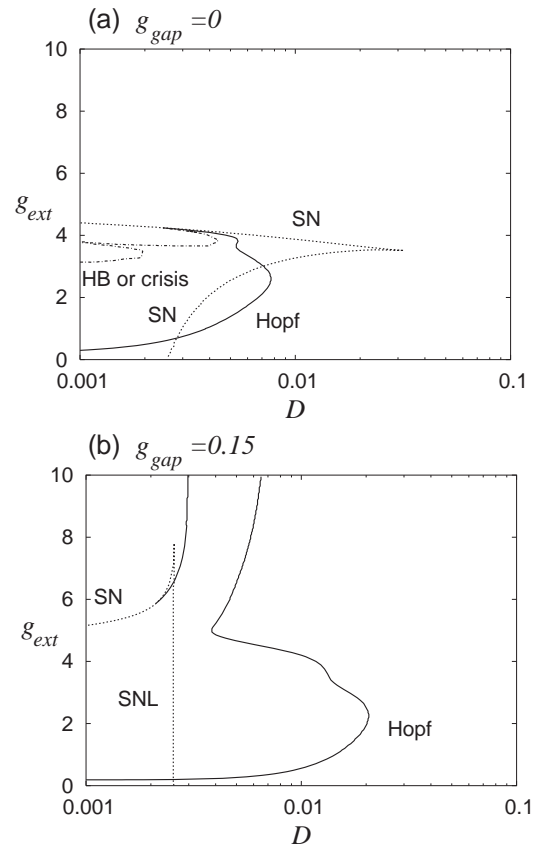 (a) g_gap =0
10
8
6
g_ext
SN
4
HB or crisis
2
SN
Hopf
0
0.001
0.01
0.1
D
(b) g_gap =0.15
10
8
SN
6
g_ext
4
SNL
2
Hopf
0
0.001
0.01
0.1
D